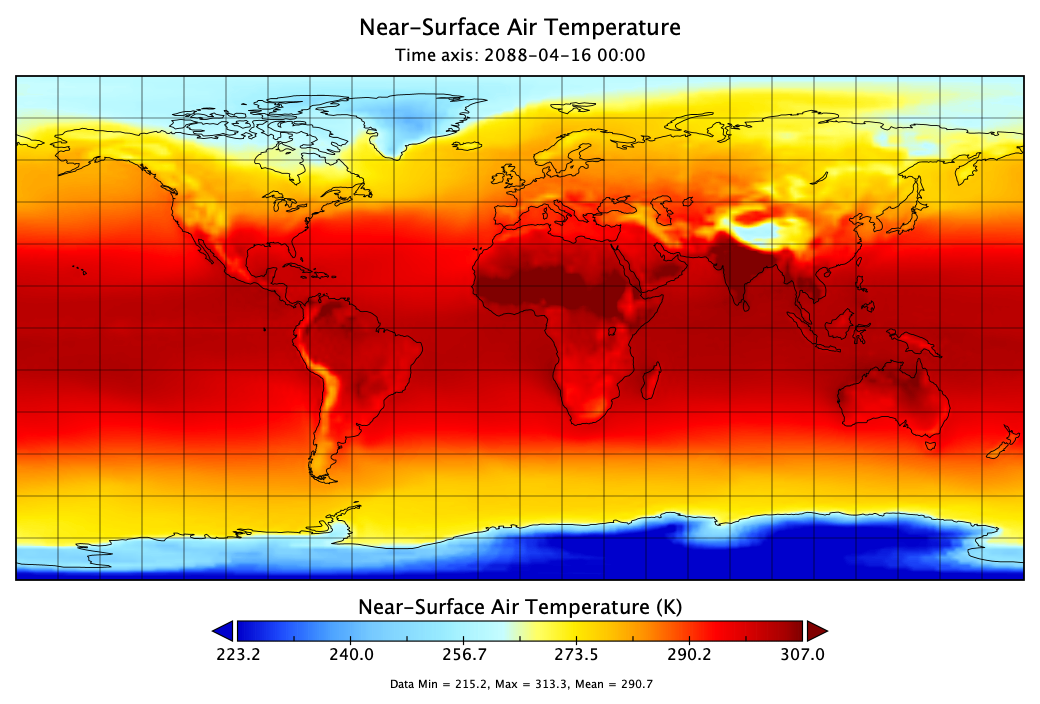 Near-Surface Air Temperature
Time axis: 2088-04-16 00:00
Near-Surface Air Temperature (K)
223.2 240.0 256.7 273.5 290.2 307.0
Data Min = 215.2, Max = 313.3, Mean = 290.7